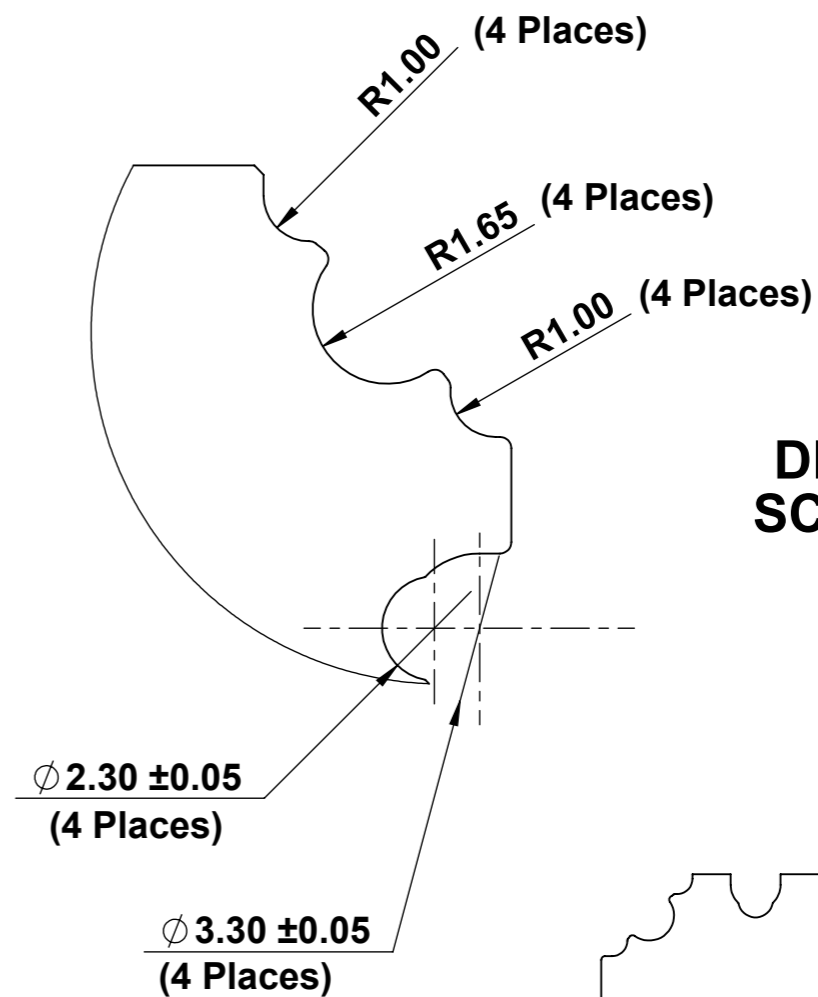 R1.00 (4 Places)
R1.65 (4 Places)
R1.00 (4 Places)
∅ 2.30 ±0.05
(4 Places)
∅ 3.30 ±0.05
(4 Places)